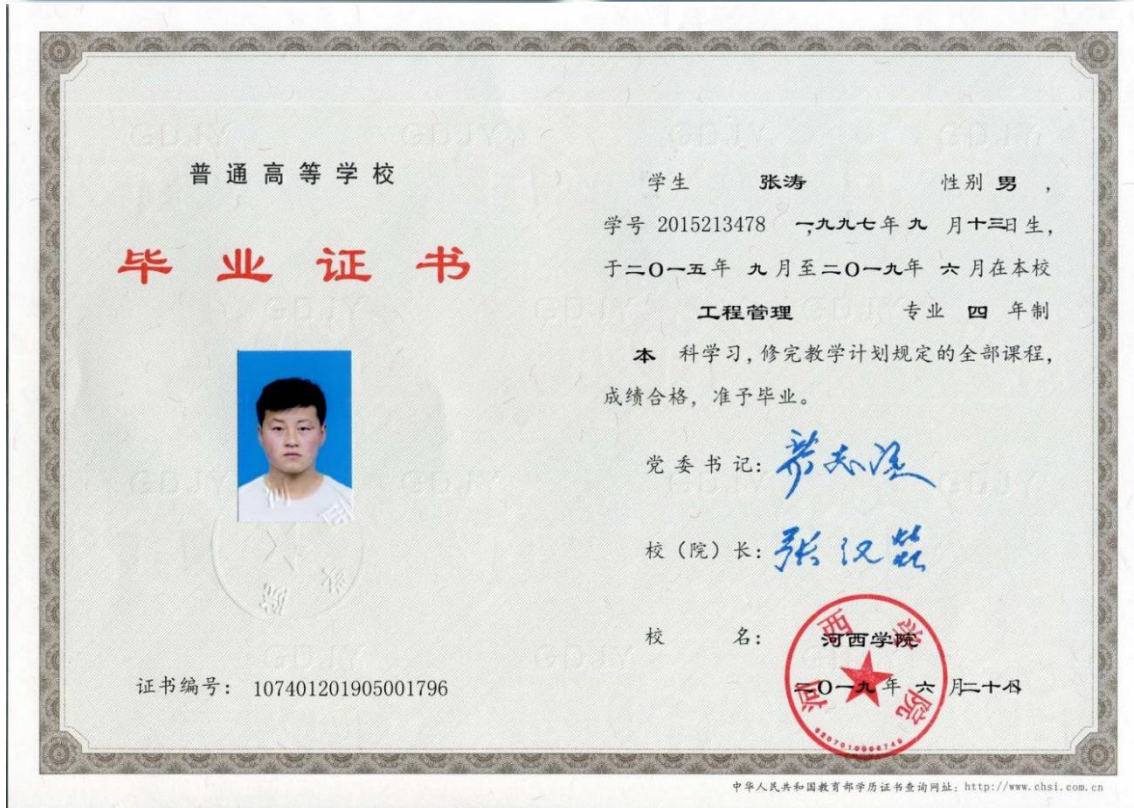 普通高等学校
毕业证书
证书编号: 107401201905001796
学生 张涛 性别 男 ,
学号 2015213478 一九九七年 九 月十三日生,
于二O一五年 九 月至二O一九年 六 月在本校
工程管理 专业 四 年制
本 科学习,修完教学计划规定的全部课程,
成绩合格, 准予毕业。
党委书记:
校(院)长: 张汉燚
校 名: 河西学院
二O一九年 六 月二十日
河西学院
中华人民共和国教育部学历证书查询网址: http://www.chsi.com.cn